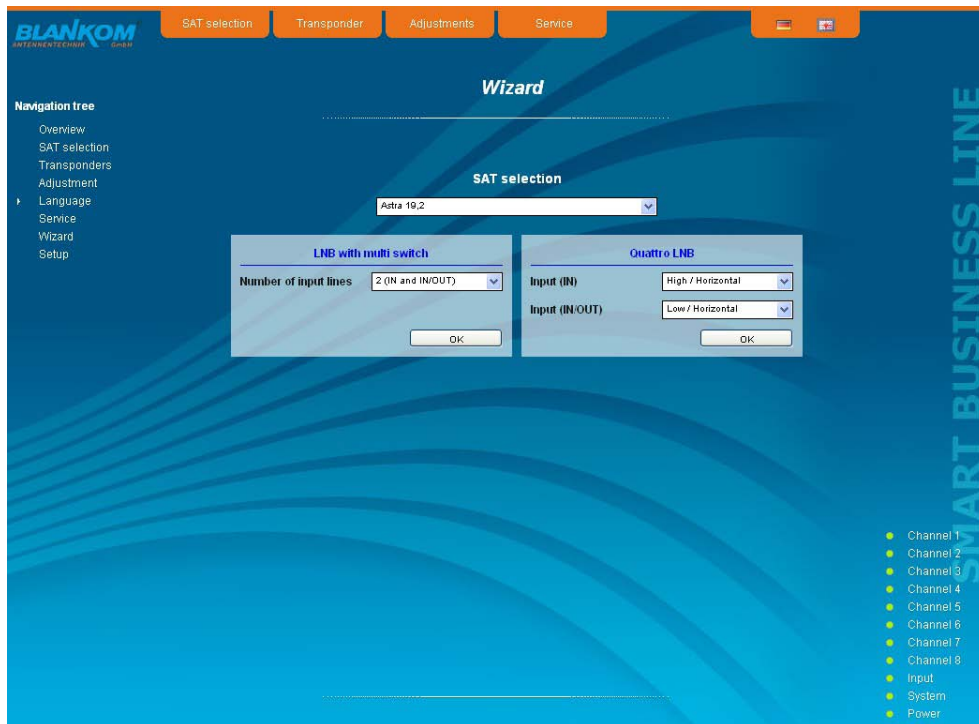 SAT selection
Transponder
Adjustments
Service
BLANKOM
ANTENNENTECHNIK GmbH
Wizard
Navigation tree
Overview
SAT selection
Transponders
Adjustment
Language
Service
Wizard
Setup
SAT selection
Astra 19,2
LNB with multi switch
Number of input lines 2 (IN and IN/OUT)
OK
Quattro LNB
Input (IN) High / Horizontal
Input (IN/OUT) Low / Horizontal
OK
SMART BUSINESS LINE
Channel 1
Channel 2
Channel 3
Channel 4
Channel 5
Channel 6
Channel 7
Channel 8
Input
System
Power